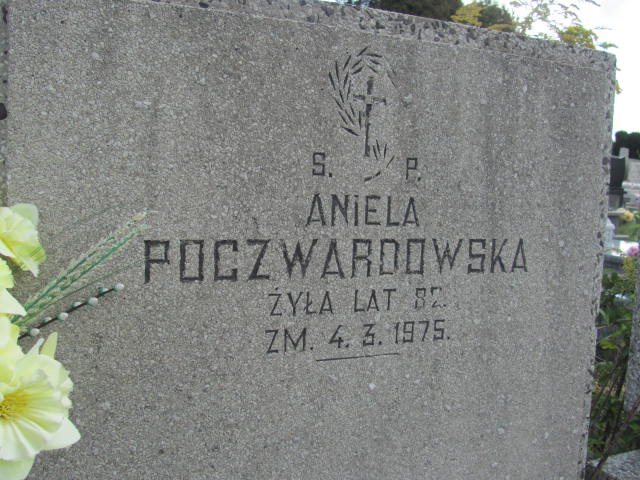 S. P.
ANiELA
POCZWARDOWSKA
ŻYŁA LAT 82.
ZM. 4. 3. 1975.